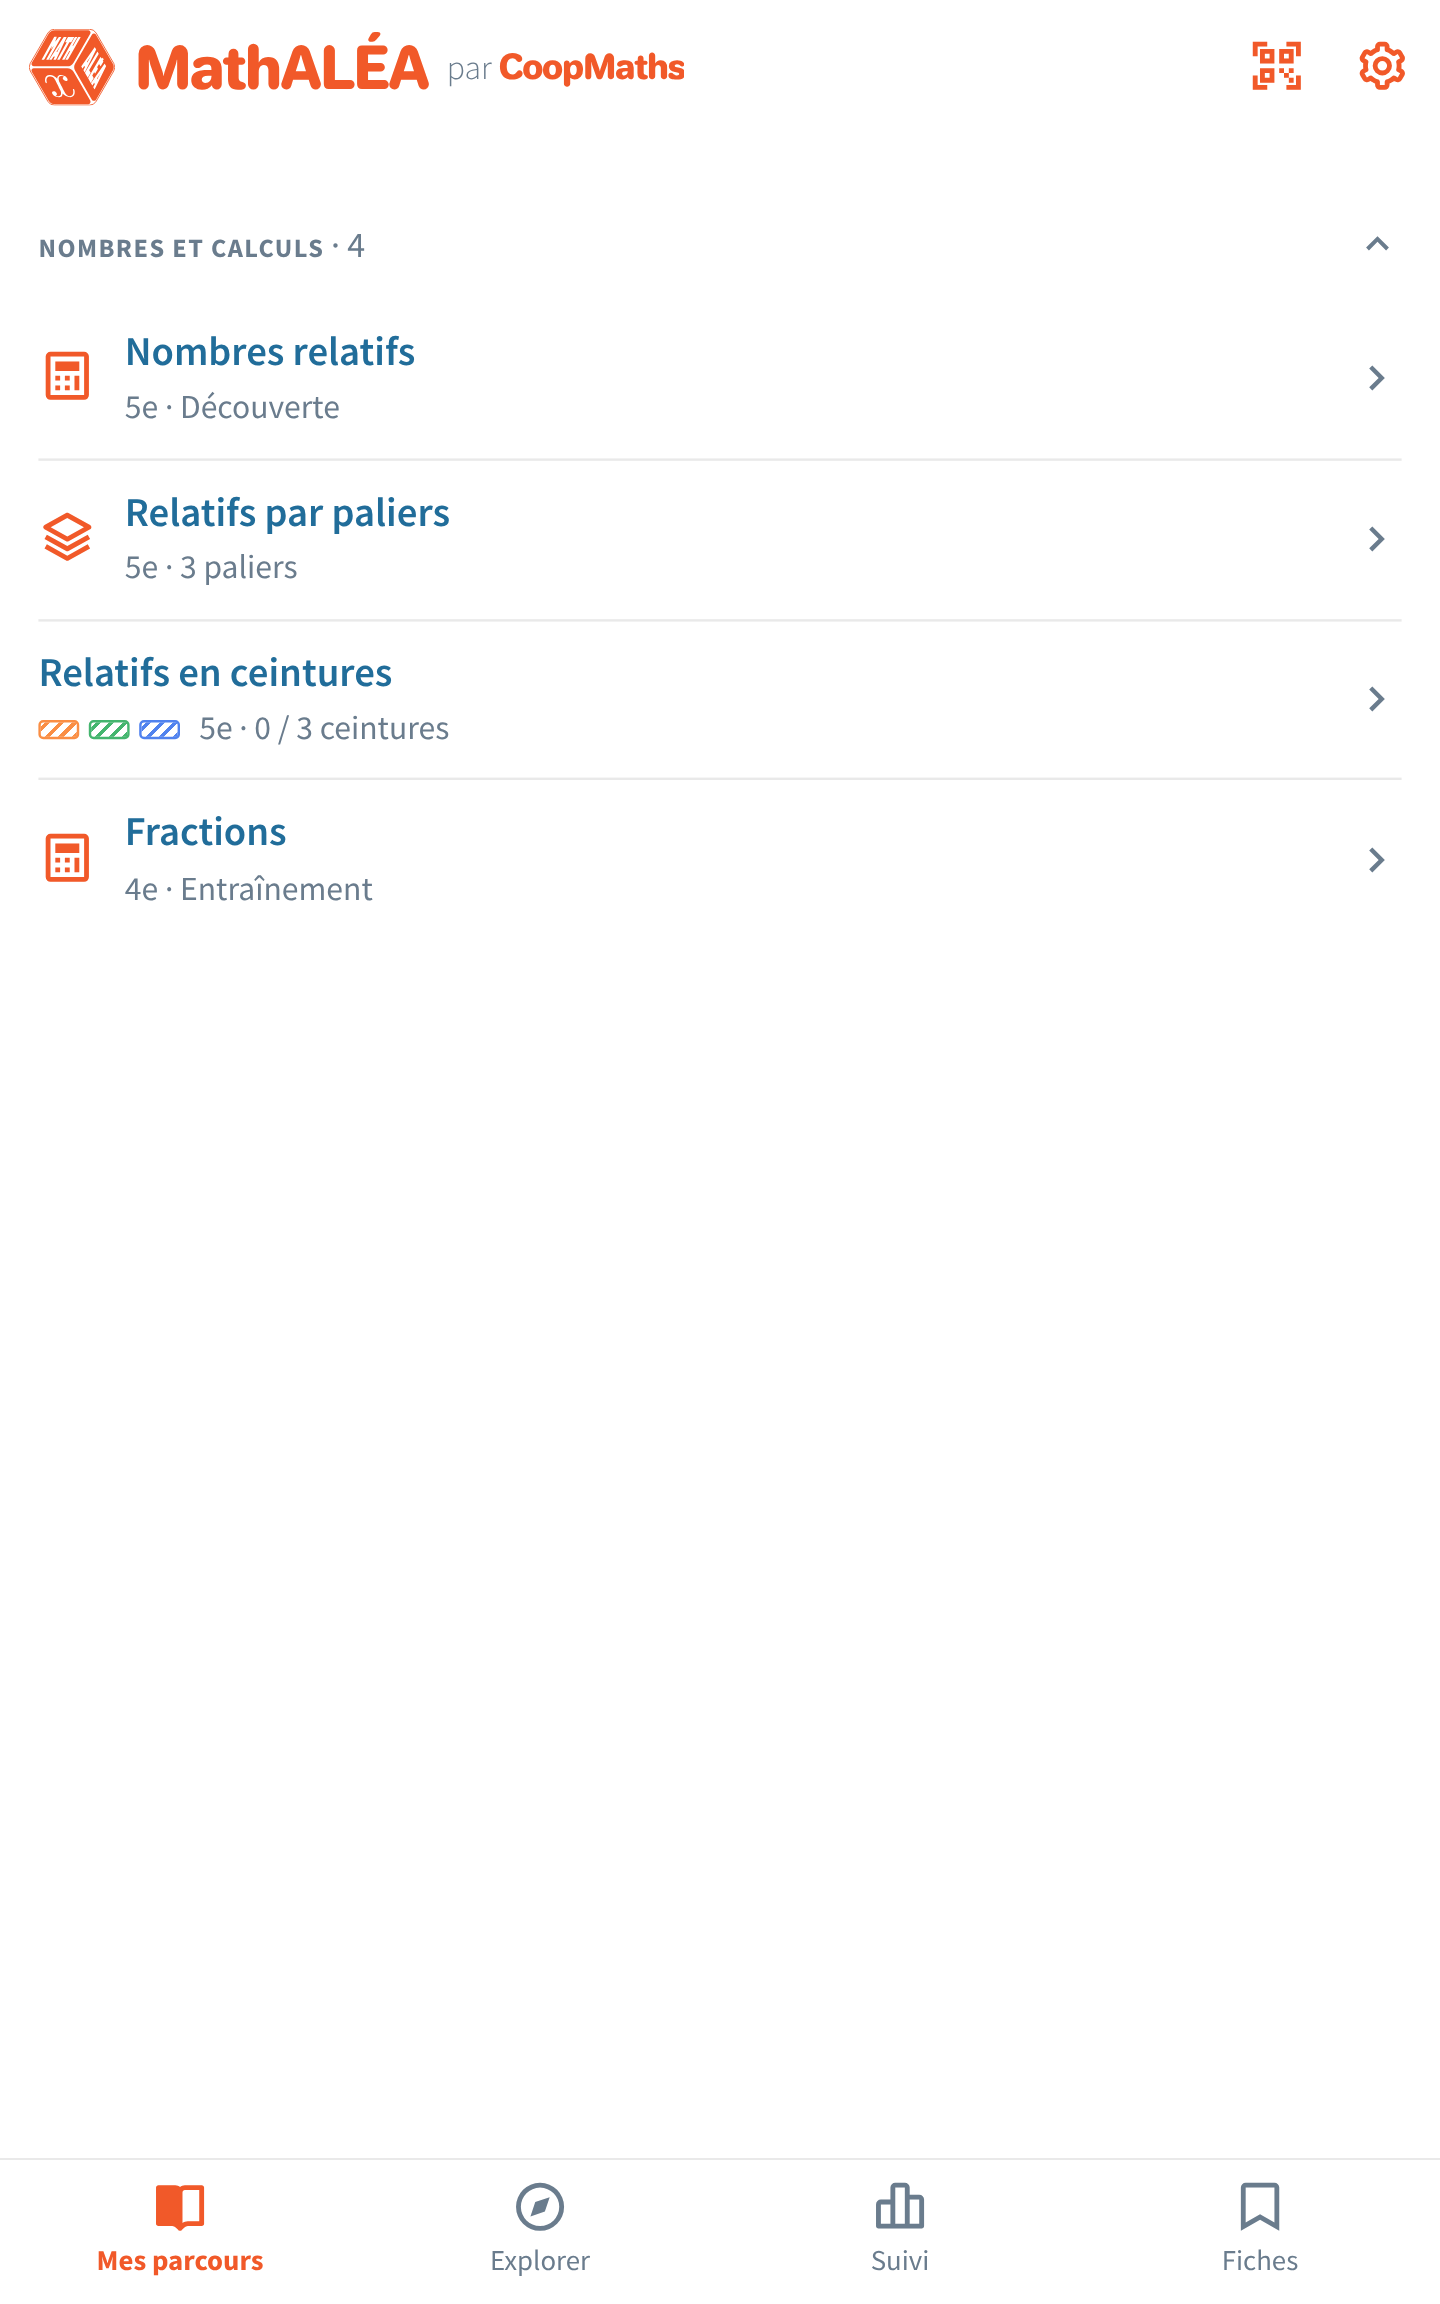 MathALÉA par CoopMaths
NOMBRES ET CALCULS · 4
Nombres relatifs
5e · Découverte
Relatifs par paliers
5e · 3 paliers
Relatifs en ceintures
5e · 0 / 3 ceintures
Fractions
4e · Entraînement
Mes parcours
Explorer
Suivi
Fiches